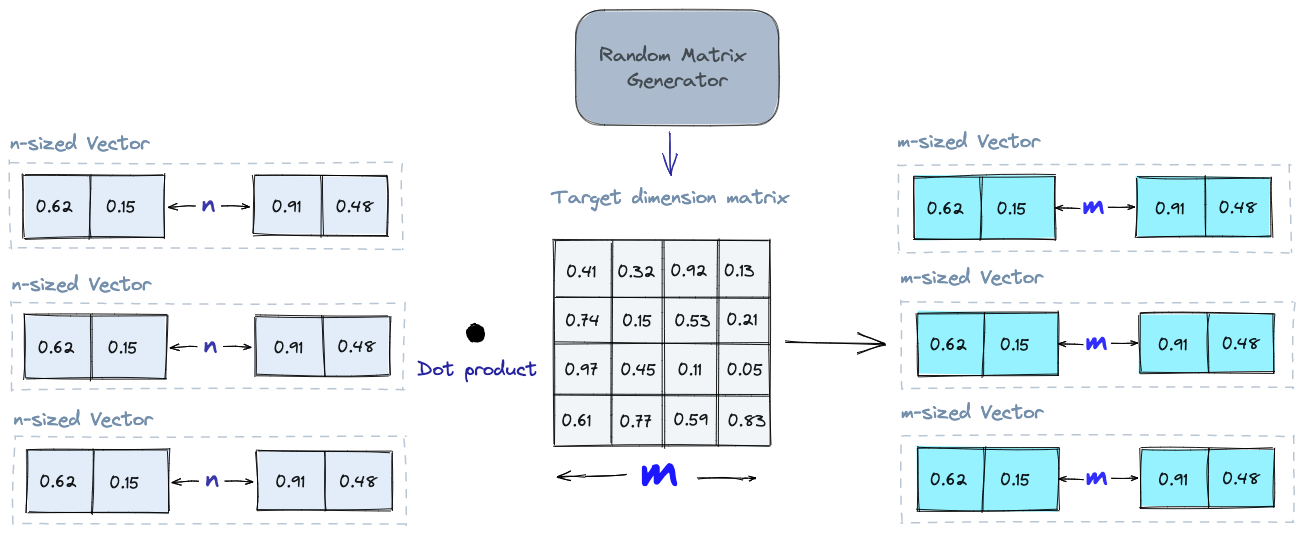 Random Matrix
Generator
n-sized Vector
0.62 0.15 n 0.91 0.48
n-sized Vector
0.62 0.15 n 0.91 0.48
n-sized Vector
0.62 0.15 n 0.91 0.48
Dot product
Target dimension matrix
0.41 0.32 0.92 0.13
0.74 0.15 0.53 0.21
0.97 0.45 0.11 0.05
0.61 0.77 0.59 0.83
m
m-sized Vector
0.62 0.15 m 0.91 0.48
m-sized Vector
0.62 0.15 m 0.91 0.48
m-sized Vector
0.62 0.15 m 0.91 0.48